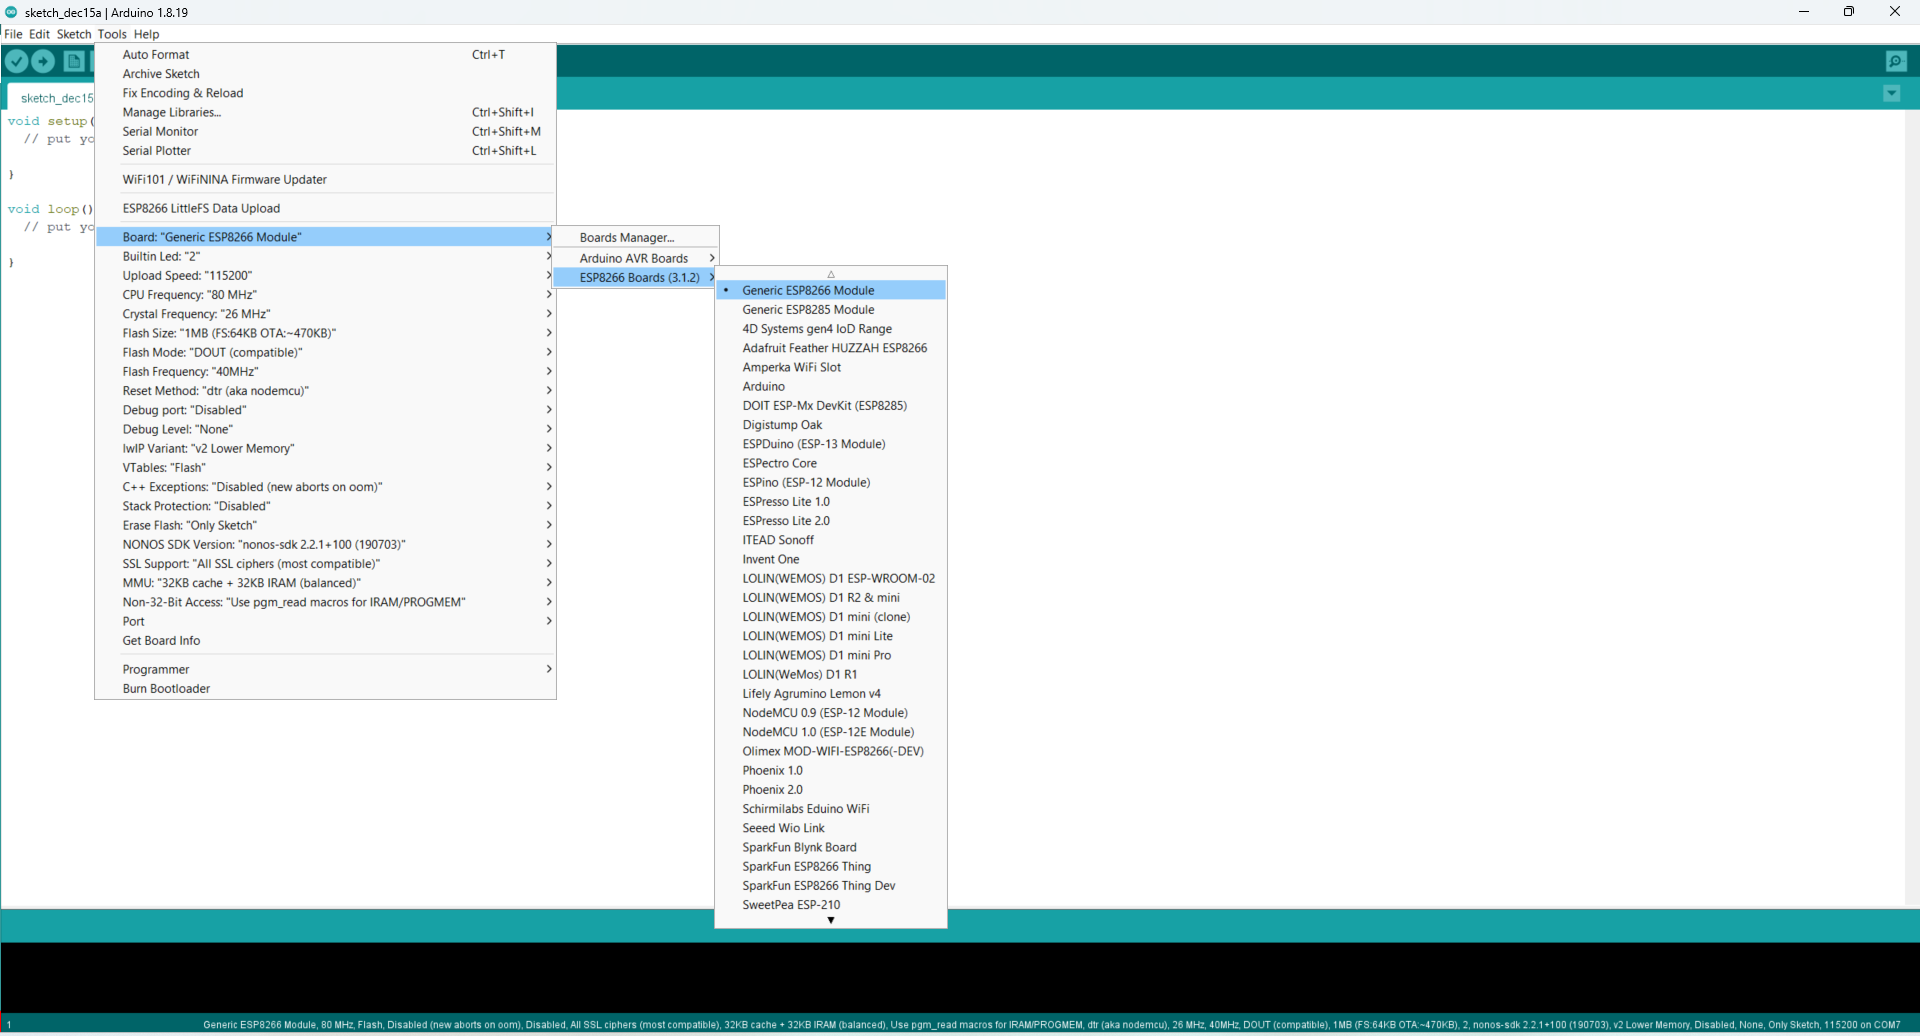 sketch_dec15a | Arduino 1.8.19
File Edit Sketch Tools Help
sketch_dec15
void setup(
// put yo
}
void loop()
// put yo
}
Auto Format Ctrl+T
Archive Sketch
Fix Encoding & Reload
Manage Libraries... Ctrl+Shift+I
Serial Monitor Ctrl+Shift+M
Serial Plotter Ctrl+Shift+L
WiFi101 / WiFiNINA Firmware Updater
ESP8266 LittleFS Data Upload
Board: "Generic ESP8266 Module"
Builtin Led: "2"
Upload Speed: "115200"
CPU Frequency: "80 MHz"
Crystal Frequency: "26 MHz"
Flash Size: "1MB (FS:64KB OTA:~470KB)"
Flash Mode: "DOUT (compatible)"
Flash Frequency: "40MHz"
Reset Method: "dtr (aka nodemcu)"
Debug port: "Disabled"
Debug Level: "None"
lwIP Variant: "v2 Lower Memory"
VTables: "Flash"
C++ Exceptions: "Disabled (new aborts on oom)"
Stack Protection: "Disabled"
Erase Flash: "Only Sketch"
NONOS SDK Version: "nonos-sdk 2.2.1+100 (190703)"
SSL Support: "All SSL ciphers (most compatible)"
MMU: "32KB cache + 32KB IRAM (balanced)"
Non-32-Bit Access: "Use pgm_read macros for IRAM/PROGMEM"
Port
Get Board Info
Programmer
Burn Bootloader
Boards Manager...
Arduino AVR Boards
ESP8266 Boards (3.1.2)
Generic ESP8266 Module
Generic ESP8285 Module
4D Systems gen4 IoD Range
Adafruit Feather HUZZAH ESP8266
Amperka WiFi Slot
Arduino
DOIT ESP-Mx DevKit (ESP8285)
Digistump Oak
ESPDuino (ESP-13 Module)
ESPectro Core
ESPino (ESP-12 Module)
ESPresso Lite 1.0
ESPresso Lite 2.0
ITEAD Sonoff
Invent One
LOLIN(WEMOS) D1 ESP-WROOM-02
LOLIN(WEMOS) D1 R2 & mini
LOLIN(WEMOS) D1 mini (clone)
LOLIN(WEMOS) D1 mini Lite
LOLIN(WEMOS) D1 mini Pro
LOLIN(WeMos) D1 R1
Lifely Agrumino Lemon v4
NodeMCU 0.9 (ESP-12 Module)
NodeMCU 1.0 (ESP-12E Module)
Olimex MOD-WIFI-ESP8266(-DEV)
Phoenix 1.0
Phoenix 2.0
Schirmilabs Eduino WiFi
Seeed Wio Link
SparkFun Blynk Board
SparkFun ESP8266 Thing
SparkFun ESP8266 Thing Dev
SweetPea ESP-210
1 Generic ESP8266 Module, 80 MHz, Flash, Disabled (new aborts on oom), Disabled, All SSL ciphers (most compatible), 32KB cache + 32KB IRAM (balanced), Use pgm_read macros for IRAM/PROGMEM, dtr (aka nodemcu), 26 MHz, 40MHz, DOUT (compatible), 1MB (FS:64KB OTA:~470KB), 2, nonos-sdk 2.2.1+100 (190703), v2 Lower Memory, Disabled, None, Only Sketch, 115200 on COM7